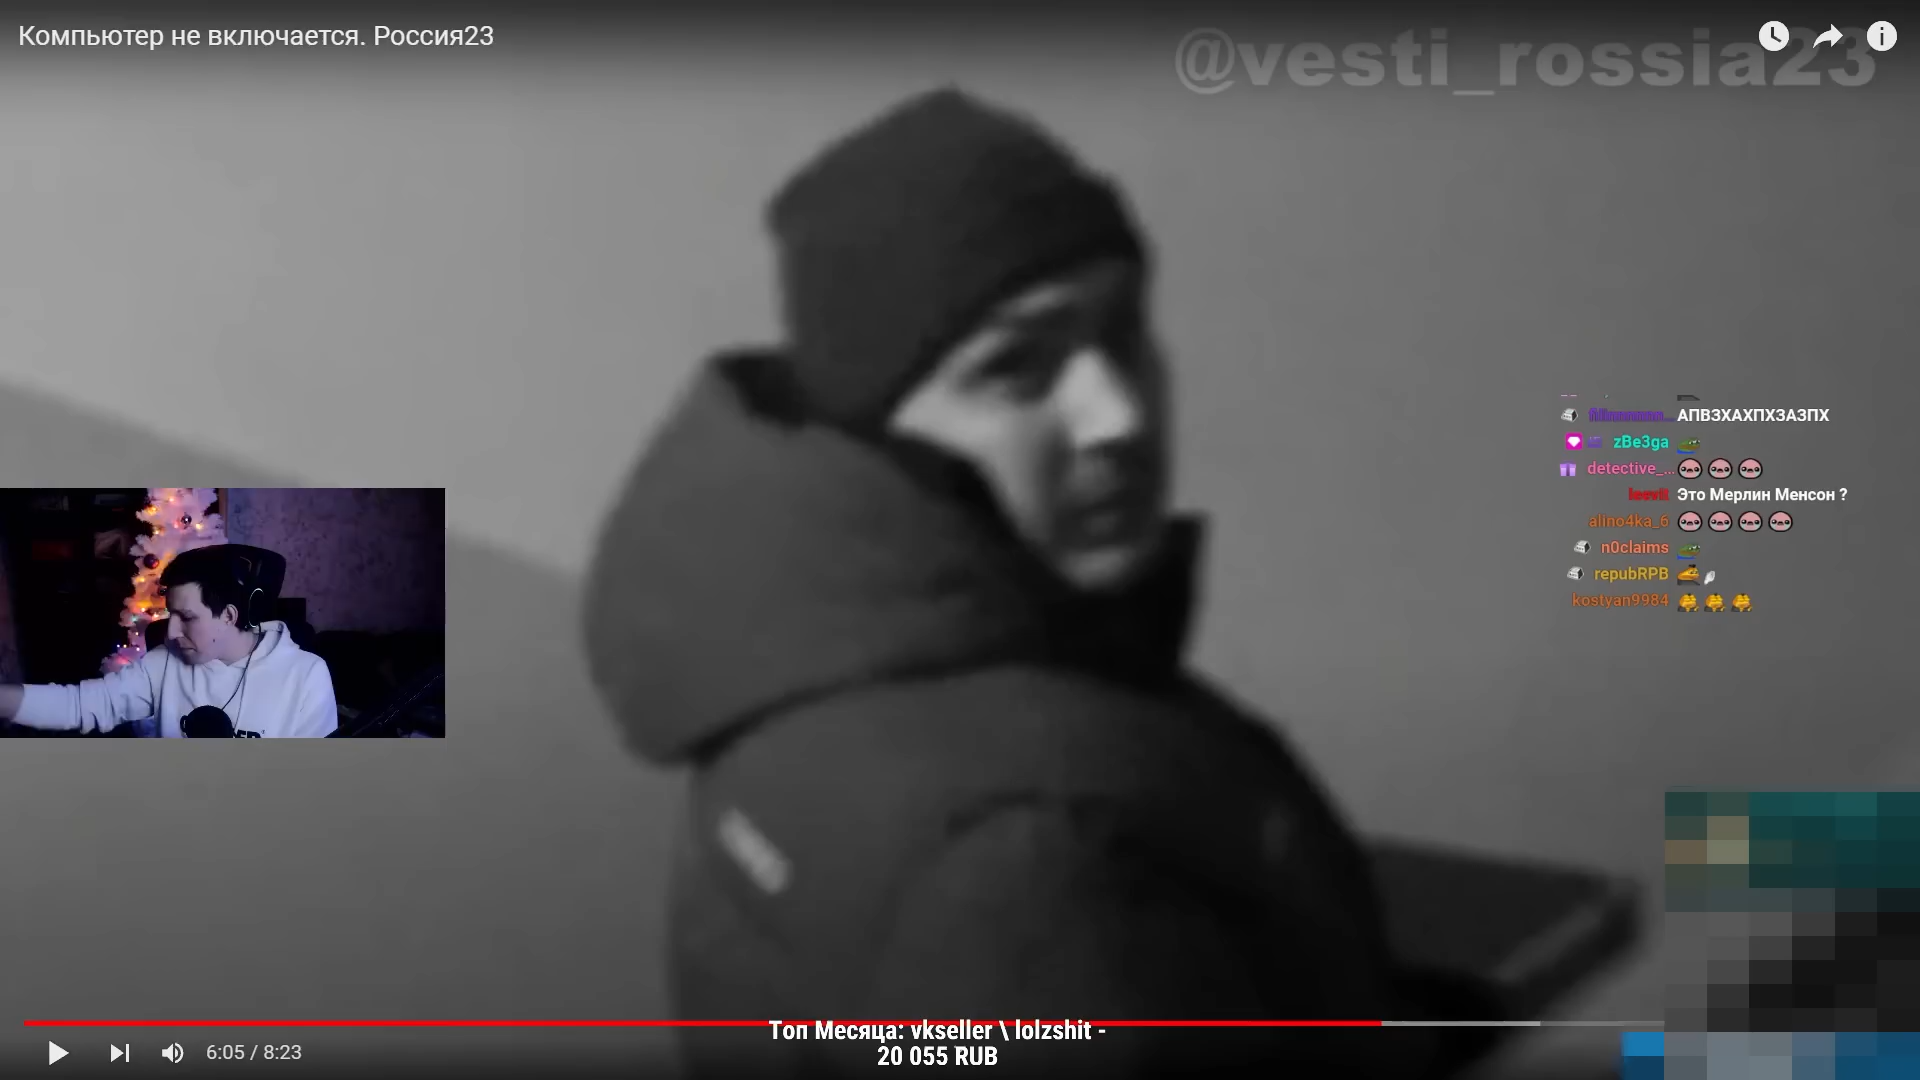 Компьютер не включается. Россия23
@vesti_rossia23
АПВЗХАХПХЗАЗПХ
zBe3ga
detective_...
Это Мерлин Менсон ?
alino4ka_6
n0claims
repubRPB
kostyan9984
Топ Месяца: vkseller \ lolzshit -
20 055 RUB
6:05 / 8:23